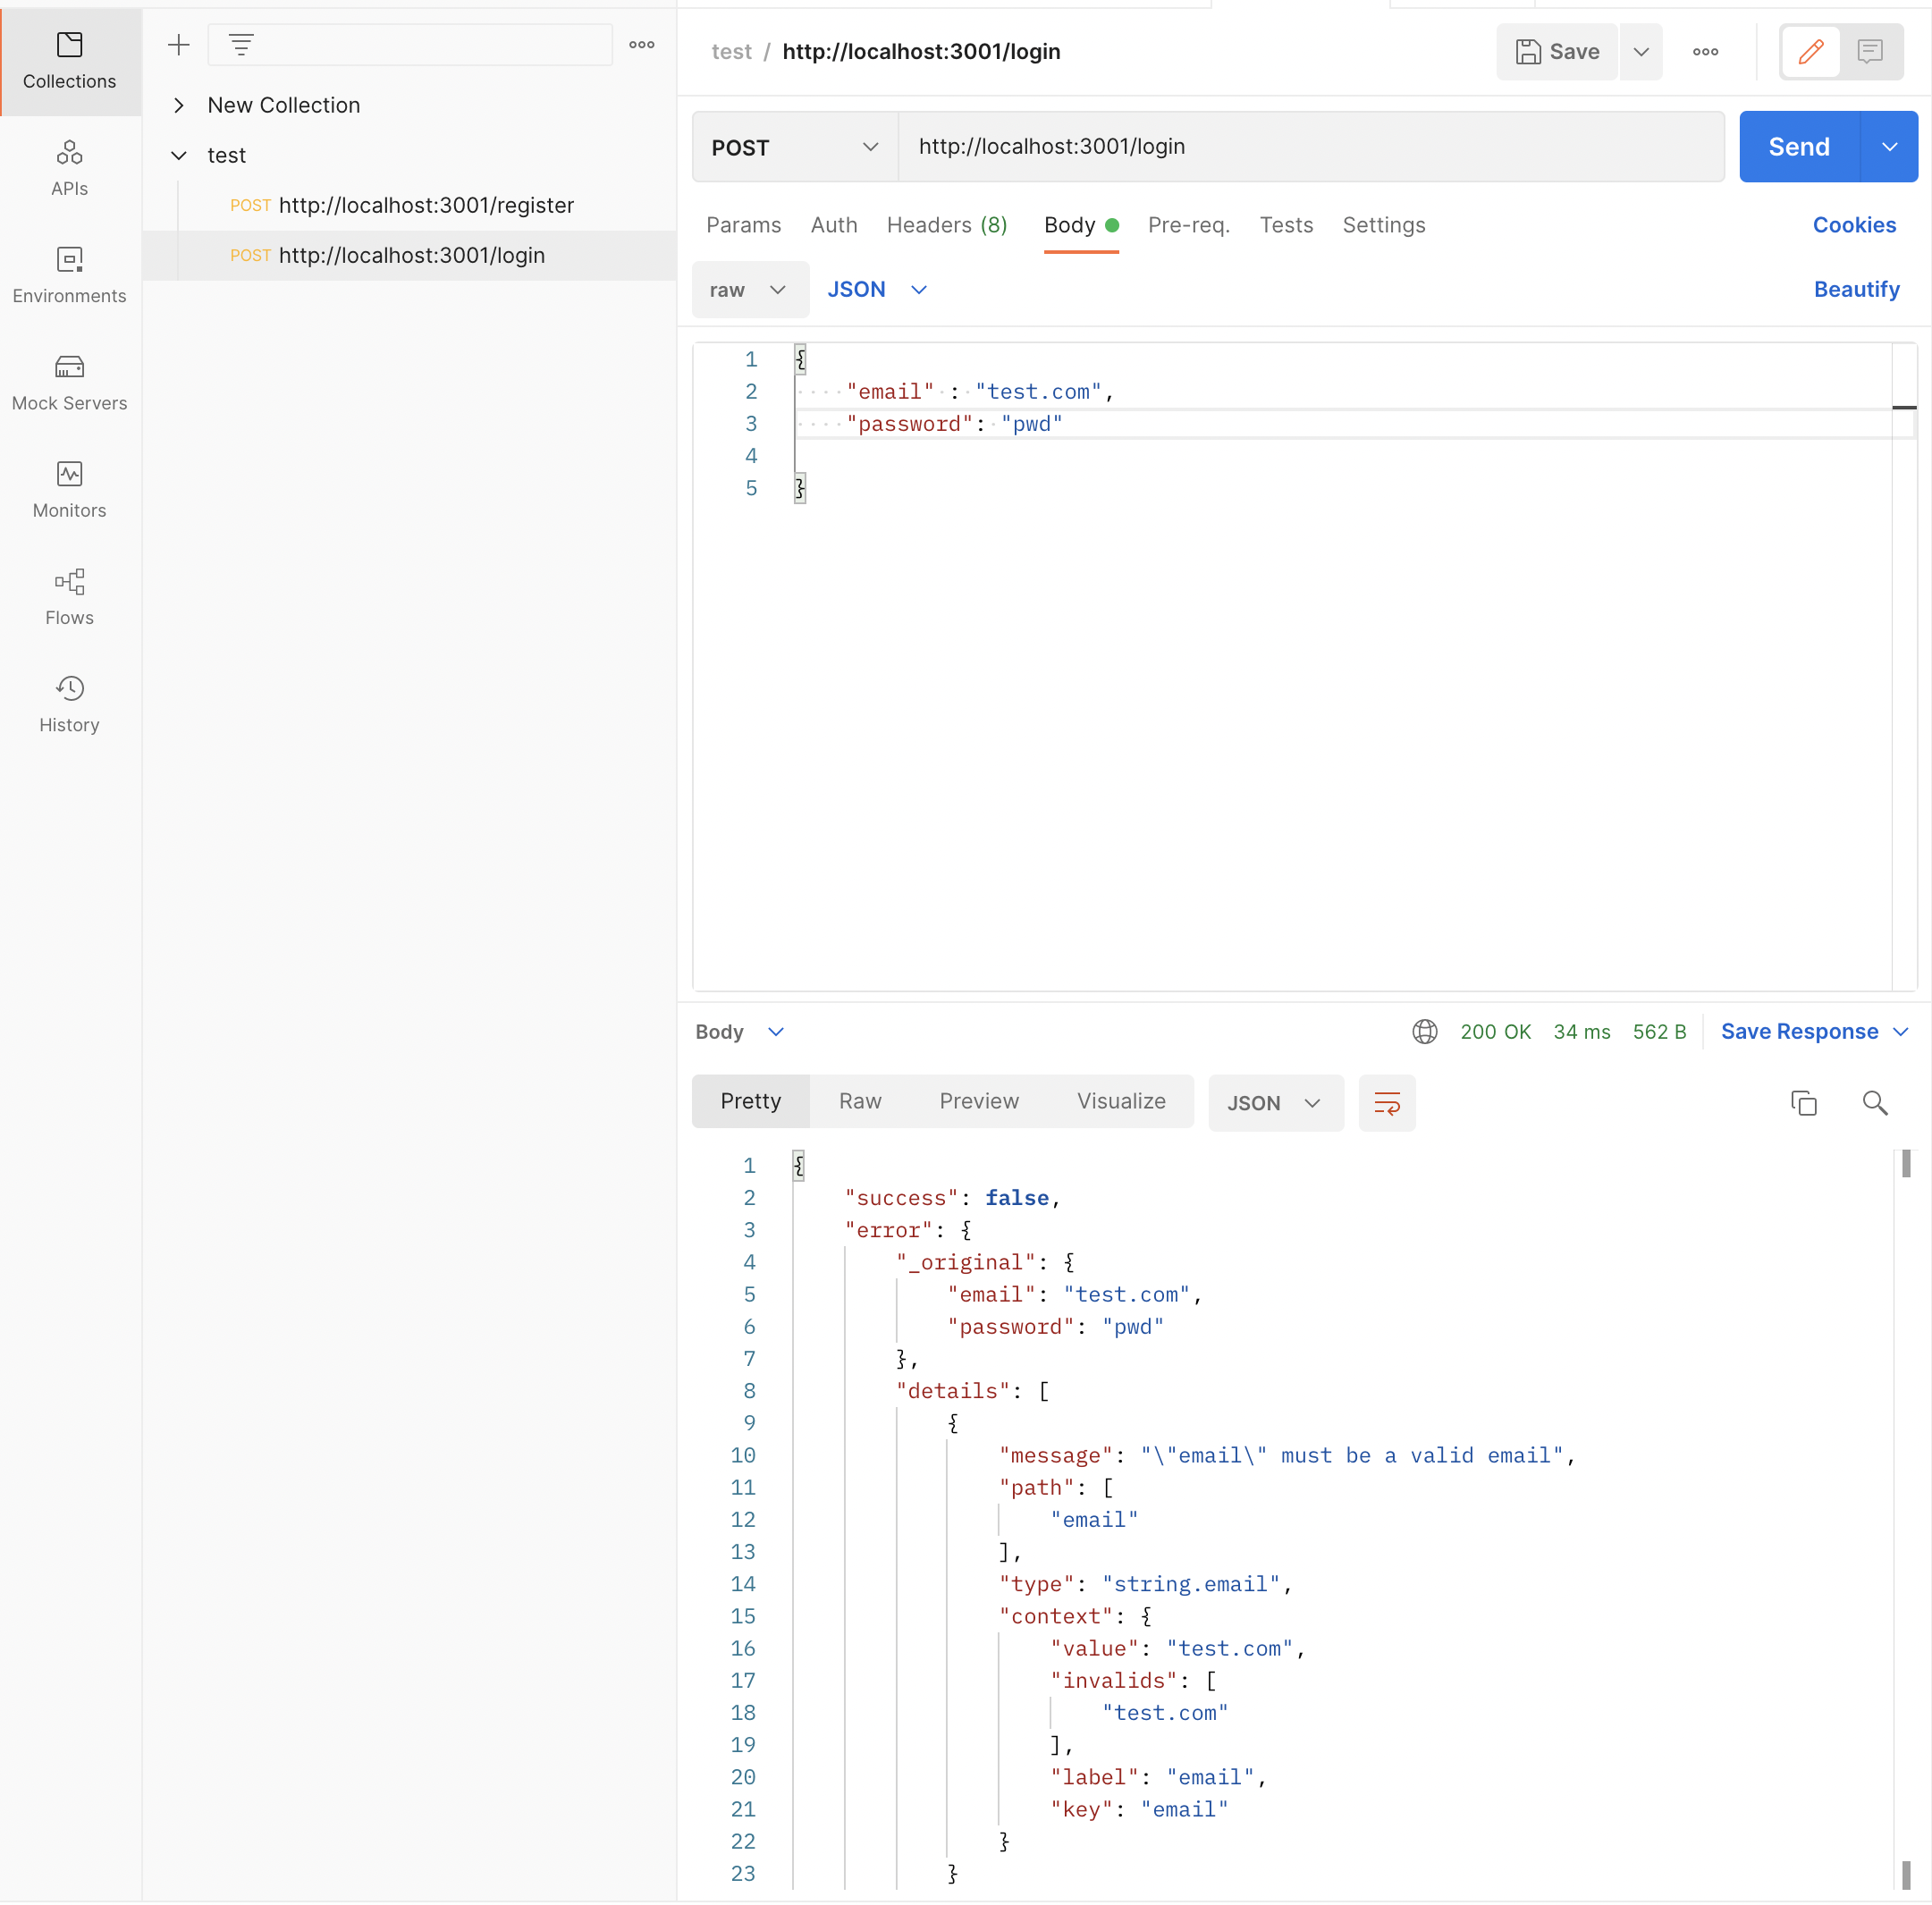 Collections
APIs
Environments
Mock Servers
Monitors
Flows
History
New Collection
test
POST http://localhost:3001/register
POST http://localhost:3001/login
test / http://localhost:3001/login
Save
POST http://localhost:3001/login Send
Params Auth Headers (8) Body Pre-req. Tests Settings Cookies
raw JSON Beautify
1 {
2 "email" : "test.com",
3 "password": "pwd"
4
5 }
Body 200 OK 34 ms 562 B Save Response
Pretty Raw Preview Visualize JSON
1 {
2 "success": false,
3 "error": {
4 "_original": {
5 "email": "test.com",
6 "password": "pwd"
7 },
8 "details": [
9 {
10 "message": "\"email\" must be a valid email",
11 "path": [
12 "email"
13 ],
14 "type": "string.email",
15 "context": {
16 "value": "test.com",
17 "invalids": [
18 "test.com"
19 ],
20 "label": "email",
21 "key": "email"
22 }
23 }